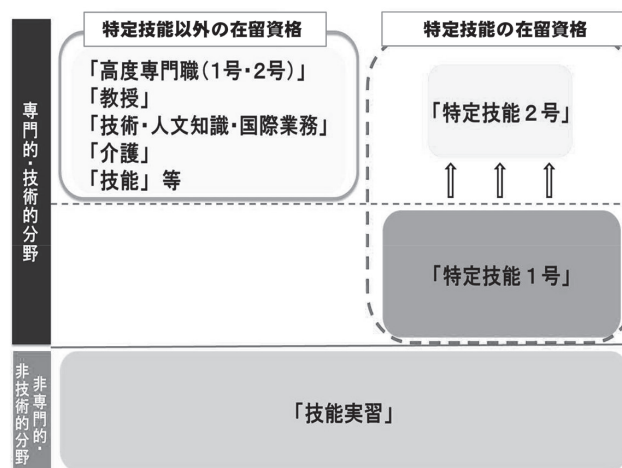 特定技能以外の在留資格
特定技能の在留資格
「高度専門職（1号・2号）」
「教授」
「技術・人文知識・国際業務」
「介護」
「技能」等
「特定技能２号」
「特定技能１号」
専門的・技術的分野
非専門的・
非技術的分野
「技能実習」